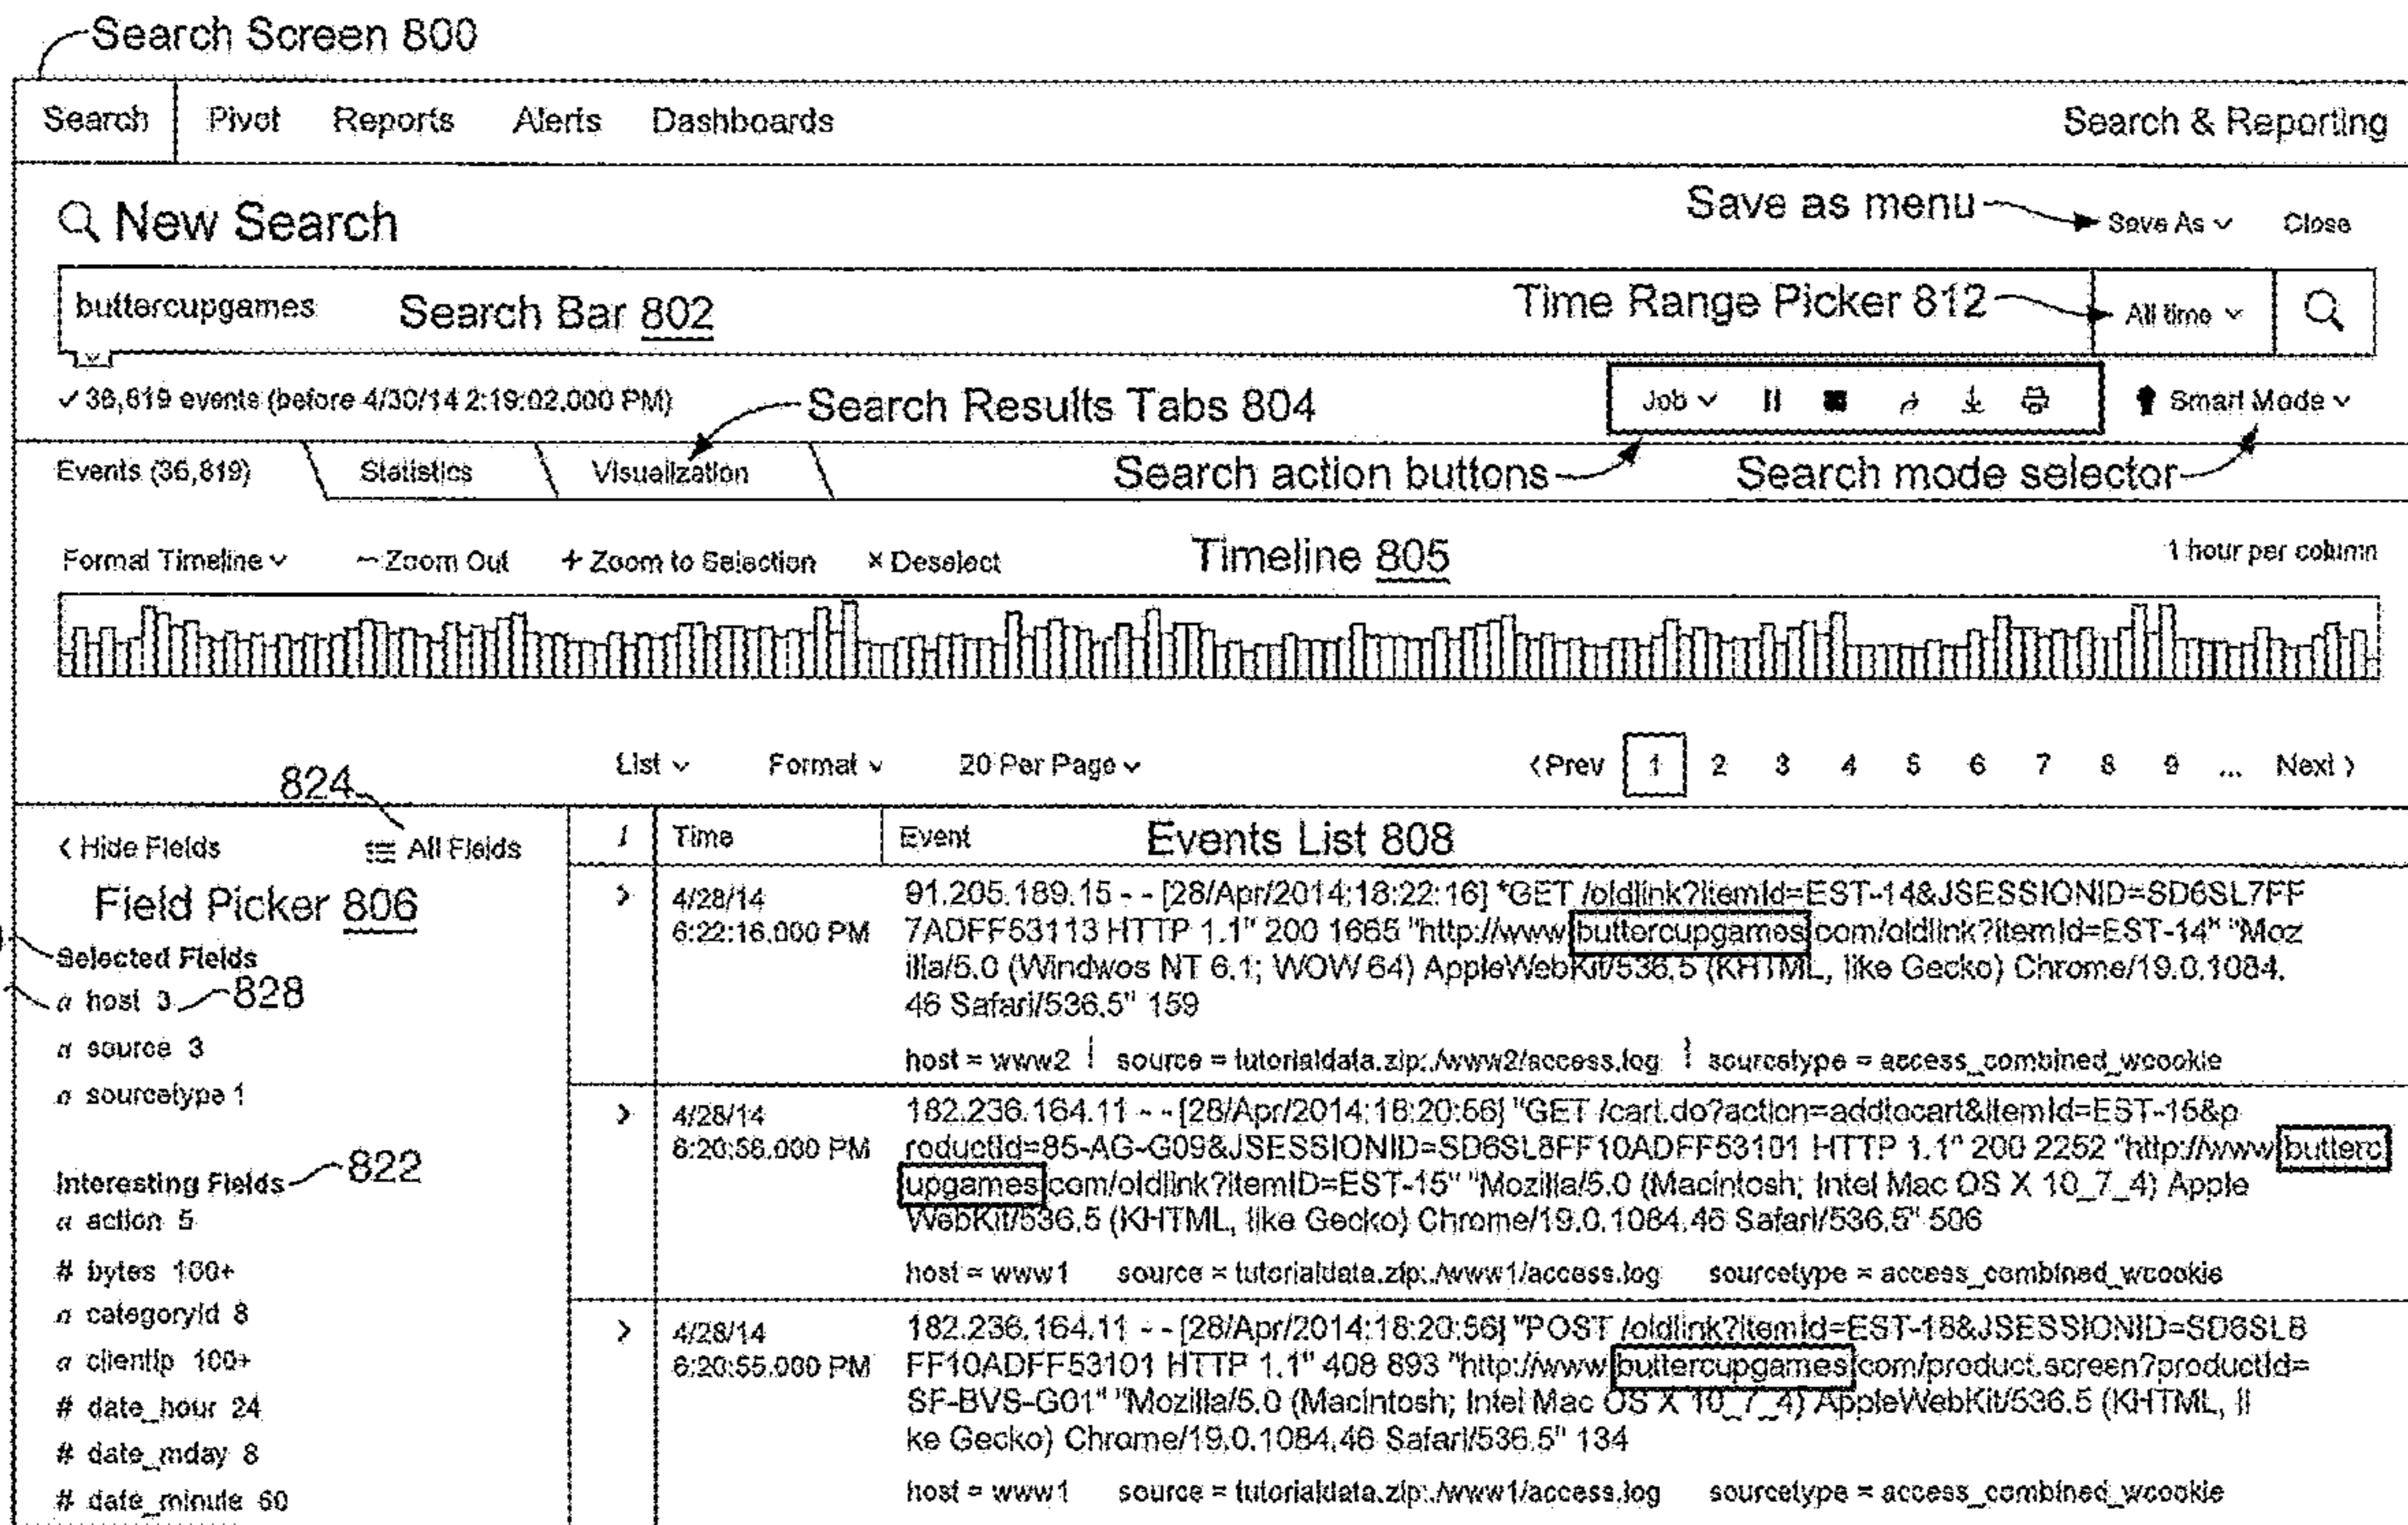 Search Screen 800
Search Pivot Reports Alerts Dashboards Search & Reporting
New Search Save as menu Save As Close
buttercupgames Search Bar 802 Time Range Picker 812 All time
36,819 events (before 4/30/14 2:19:02.000 PM) Search Results Tabs 804 Job Smart Mode
Events (36,819) Statistics Visualization Search action buttons Search mode selector
Format Timeline – Zoom Out + Zoom to Selection × Deselect Timeline 805 1 hour per column
List Format 20 Per Page < Prev 1 2 3 4 5 6 7 8 9 ... Next >
824
< Hide Fields All Fields
Field Picker 806
Selected Fields
a host 3 828
a source 3
a sourcetype 1
Interesting Fields 822
a action 5
# bytes 100+
a categoryId 8
a clientip 100+
# date_hour 24
# date_mday 8
# date_minute 60
i Time Event Events List 808
> 4/28/14
6:22:16.000 PM
91.205.189.15 - - [28/Apr/2014:18:22:16] "GET /oldlink?itemId=EST-14&JSESSIONID=SD6SL7FF
7ADFF53113 HTTP 1.1" 200 1665 "http://www.buttercupgames.com/oldlink?itemId=EST-14" "Moz
illa/5.0 (Windwos NT 6.1; WOW 64) AppleWebKit/536.5 (KHTML, like Gecko) Chrome/19.0.1084.
46 Safari/536.5" 159
host = www2 source = tutorialdata.zip:./www2/access.log sourcetype = access_combined_wcookie
> 4/28/14
6:20:56.000 PM
182.236.164.11 - - [28/Apr/2014:18:20:56] "GET /cart.do?action=addtocart&itemId=EST-15&p
roductId=85-AG-G09&JSESSIONID=SD6SL8FF10ADFF53101 HTTP 1.1" 200 2252 "http://www.butterc
upgames.com/oldlink?itemID=EST-15" "Mozilla/5.0 (Macintosh; Intel Mac OS X 10_7_4) Apple
WebKit/536.5 (KHTML, like Gecko) Chrome/19.0.1084.46 Safari/536.5" 506
host = www1 source = tutorialdata.zip:./www1/access.log sourcetype = access_combined_wcookie
> 4/28/14
6:20:55.000 PM
182.236.164.11 - - [28/Apr/2014:18:20:56] "POST /oldlink?itemId=EST-18&JSESSIONID=SD6SL8
FF10ADFF53101 HTTP 1.1" 408 893 "http://www.buttercupgames.com/product.screen?productId=
SF-BVS-G01" "Mozilla/5.0 (Macintosh; Intel Mac OS X 10_7_4) AppleWebKit/536.5 (KHTML, li
ke Gecko) Chrome/19.0.1084.46 Safari/536.5" 134
host = www1 source = tutorialdata.zip:./www1/access.log sourcetype = access_combined_wcookie